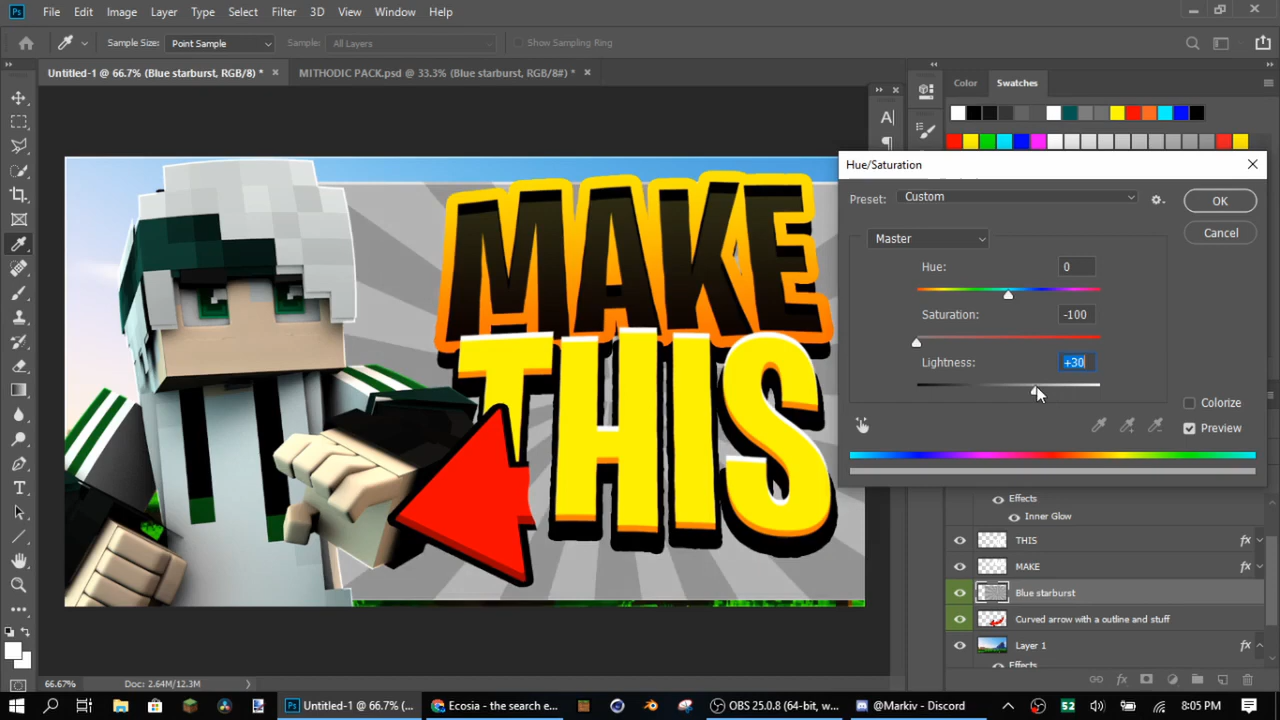 Ps File Edit Image Layer Type Select Filter 3D View Window Help
Sample Size: Point Sample Sample: All Layers Show Sampling Ring
Untitled-1 @ 66.7% (Blue starburst, RGB/8) * MITHODIC PACK.psd @ 33.3% (Blue starburst, RGB/8#) *
Color Swatches
MAKE
THIS
Hue/Saturation
Preset: Custom
OK
Cancel
Master
Hue: 0
Saturation: -100
Lightness: +30
Colorize
Preview
Effects
Inner Glow
THIS fx
MAKE fx
Blue starburst
Curved arrow with a outline and stuff
Layer 1 fx
Effects
66.67% Doc: 2.64M/12.3M
Untitled-1 @ 66.7% (... Ecosia - the search e... OBS 25.0.8 (64-bit, w... @Markiv - Discord 52 8:05 PM